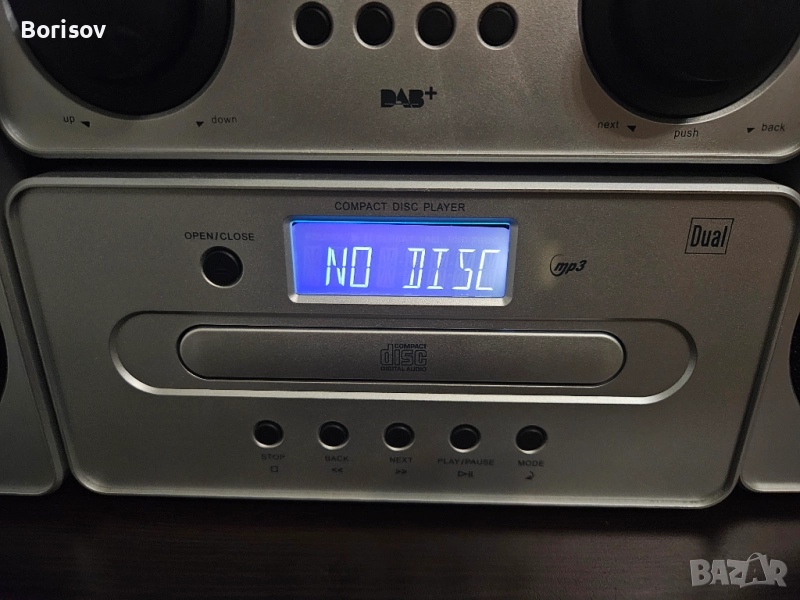 Borisov
DAB+
up down
next push back
COMPACT DISC PLAYER
OPEN/CLOSE
NO DISC
mp3
Dual
COMPACT
disc
DIGITAL AUDIO
STOP BACK NEXT PLAY/PAUSE MODE
BAZAR